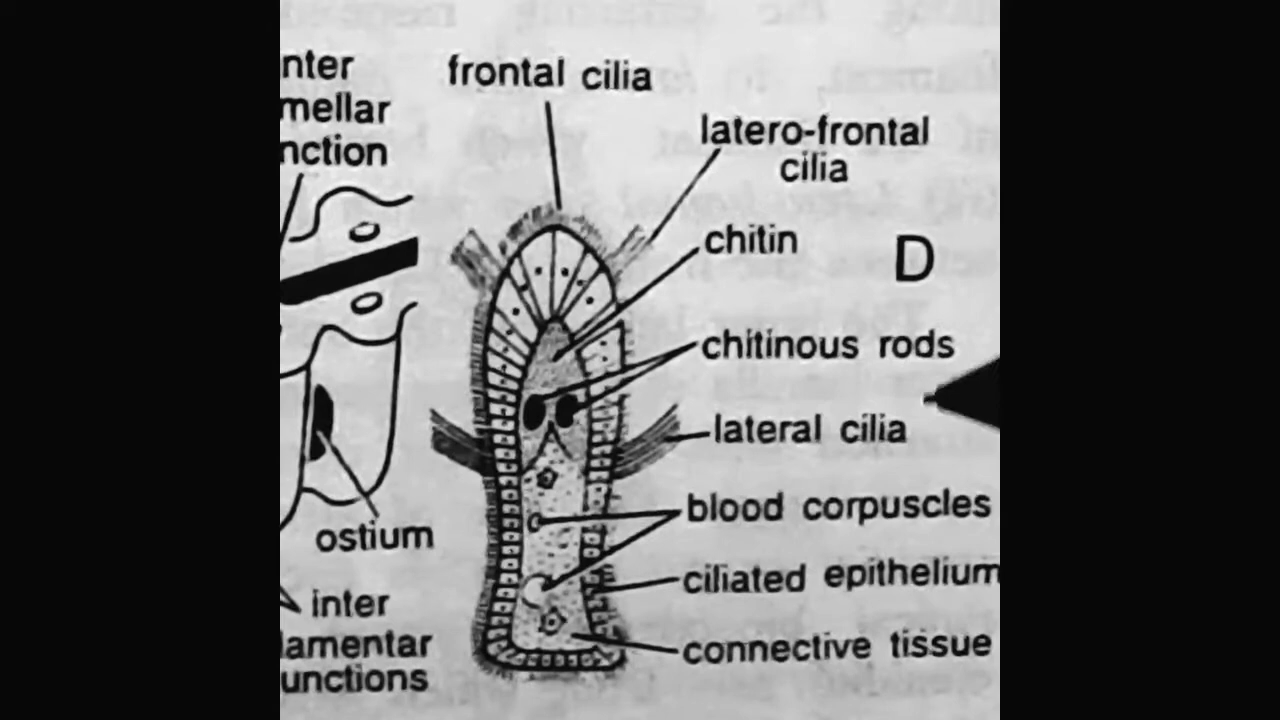 nter
mellar
nction
frontal cilia
latero-frontal
cilia
chitin
D
chitinous rods
lateral cilia
blood corpuscles
ostium
ciliated epithelium
inter
lamentar
unctions
connective tissue